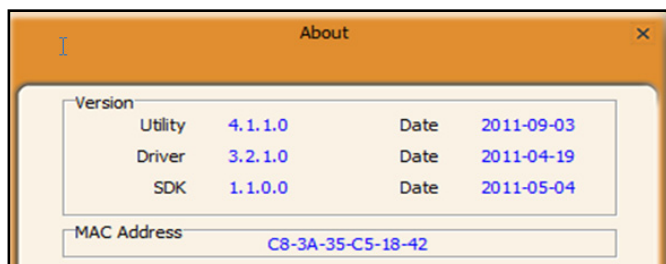 About
Version
Utility 4.1.1.0 Date 2011-09-03
Driver 3.2.1.0 Date 2011-04-19
SDK 1.1.0.0 Date 2011-05-04
MAC Address
C8-3A-35-C5-18-42